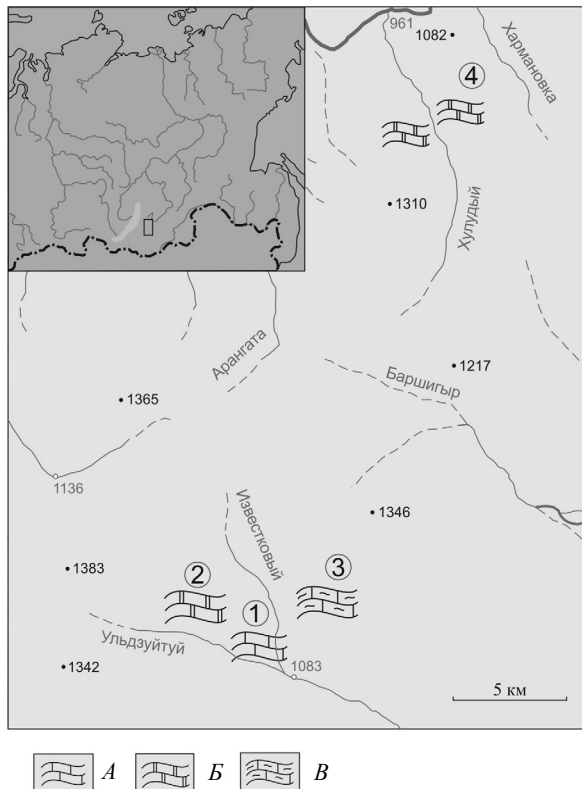 961
1082
Хармановка
4
1310
Хулудый
Арангата
1217
Баршигыр
1365
1136
Известковый
1346
1383
2
3
1
Ульдзуйтуй
1083
1342
5 км
А
Б
В